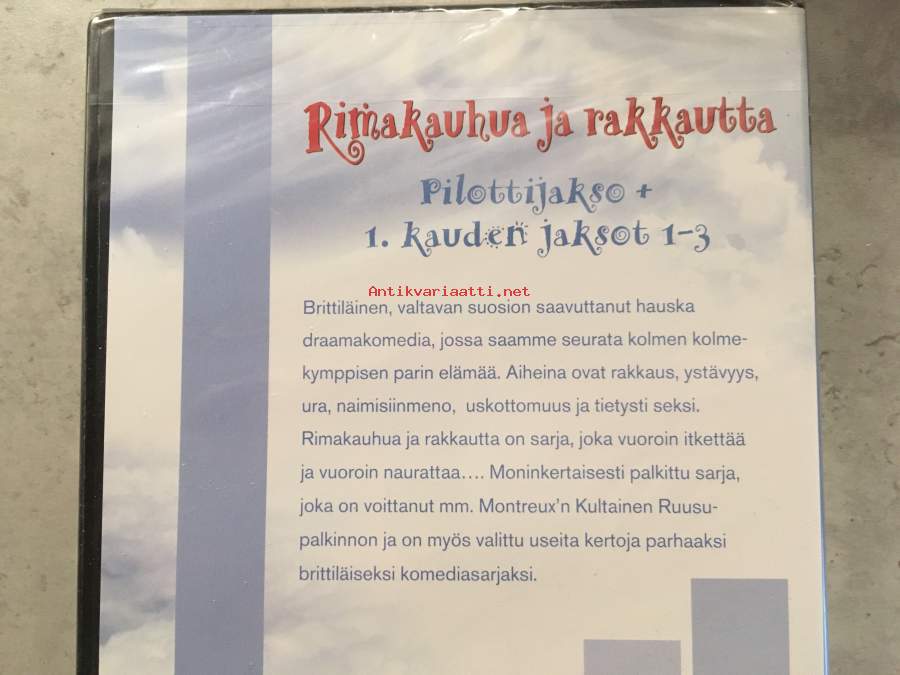 Rimakauhua ja rakkautta
Pilottijakso +
1. kauden jaksot 1-3
Antikvariaatti.net
Brittiläinen, valtavan suosion saavuttanut hauska
draamakomedia, jossa saamme seurata kolmen kolme-
kymppisen parin elämää. Aiheina ovat rakkaus, ystävyys,
ura, naimisiinmeno, uskottomuus ja tietysti seksi.
Rimakauhua ja rakkautta on sarja, joka vuoroin itkettää
ja vuoroin naurattaa.... Moninkertaisesti palkittu sarja,
joka on voittanut mm. Montreux'n Kultainen Ruusu-
palkinnon ja on myös valittu useita kertoja parhaaksi
brittiläiseksi komediasarjaksi.